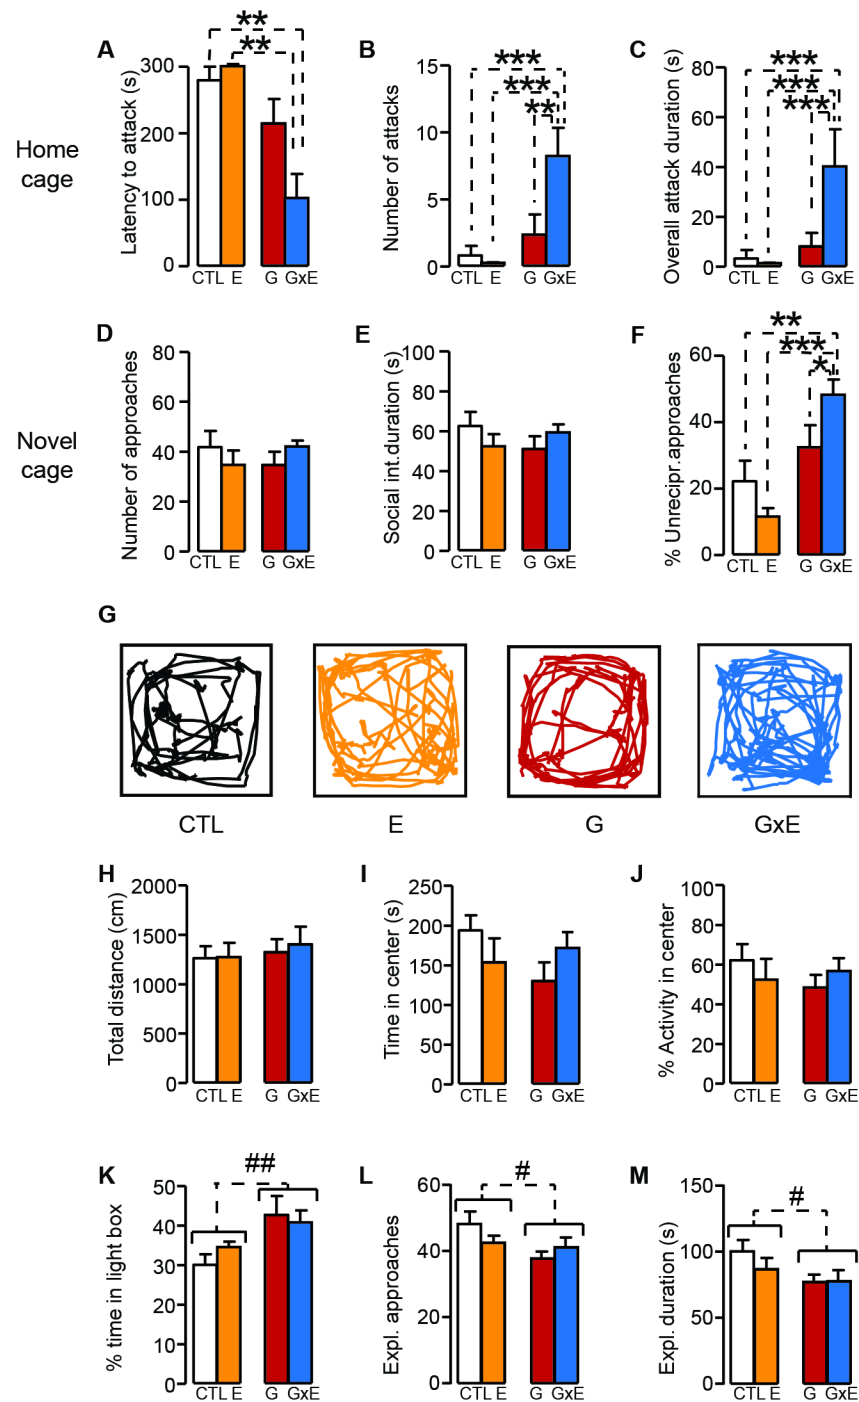 A
B
C
Home
cage
Latency to attack (s)
300
200
100
0
**
**
CTL E G GxE
Number of attacks
15
10
5
0
***
***
**
CTL E G GxE
Overall attack duration (s)
80
60
40
20
0
***
***
***
CTL E G GxE
D
E
F
Novel
cage
Number of approaches
80
60
40
20
0
CTL E G GxE
Social int.duration (s)
100
80
60
40
20
0
CTL E G GxE
% Unrecipr.approaches
60
40
20
0
**
***
*
CTL E G GxE
G
CTL
E
G
GxE
H
I
J
Total distance (cm)
2000
1500
1000
500
0
CTL E G GxE
Time in center (s)
250
200
150
100
50
0
CTL E G GxE
% Activity in center
100
80
60
40
20
0
CTL E G GxE
K
L
M
% time in light box
50
40
30
20
10
0
##
CTL E G GxE
Expl. approaches
60
40
20
0
#
CTL E G GxE
Expl. duration (s)
150
100
50
0
#
CTL E G GxE